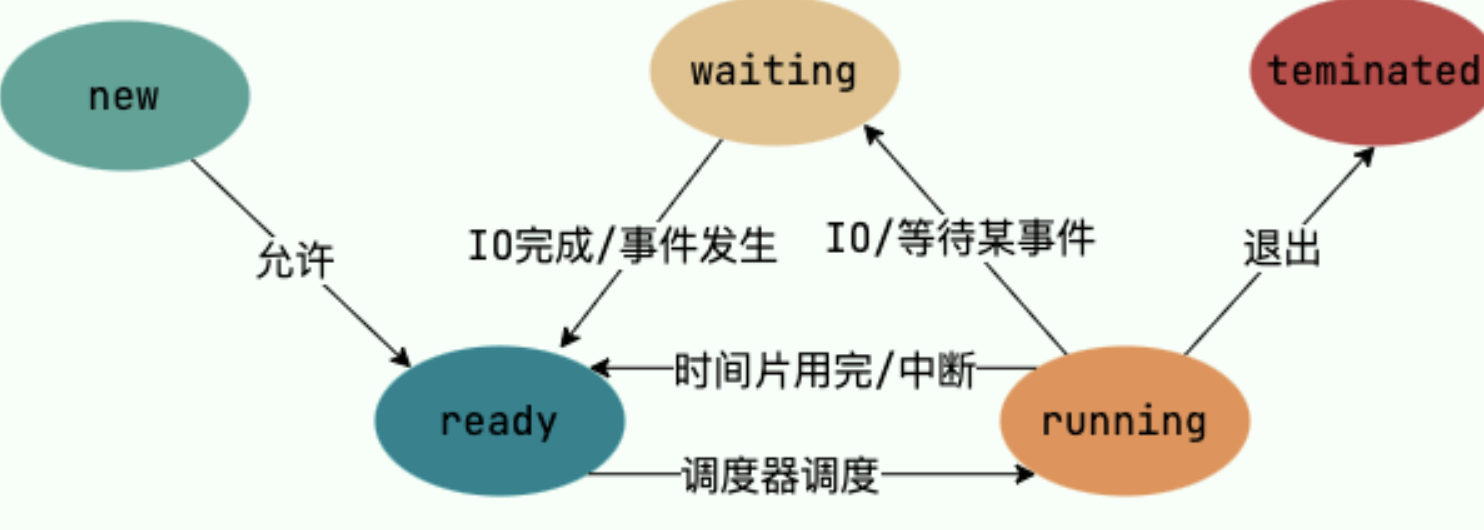 new
waiting
teminated
允许
IO完成/事件发生
IO/等待某事件
退出
时间片用完/中断
ready
running
调度器调度